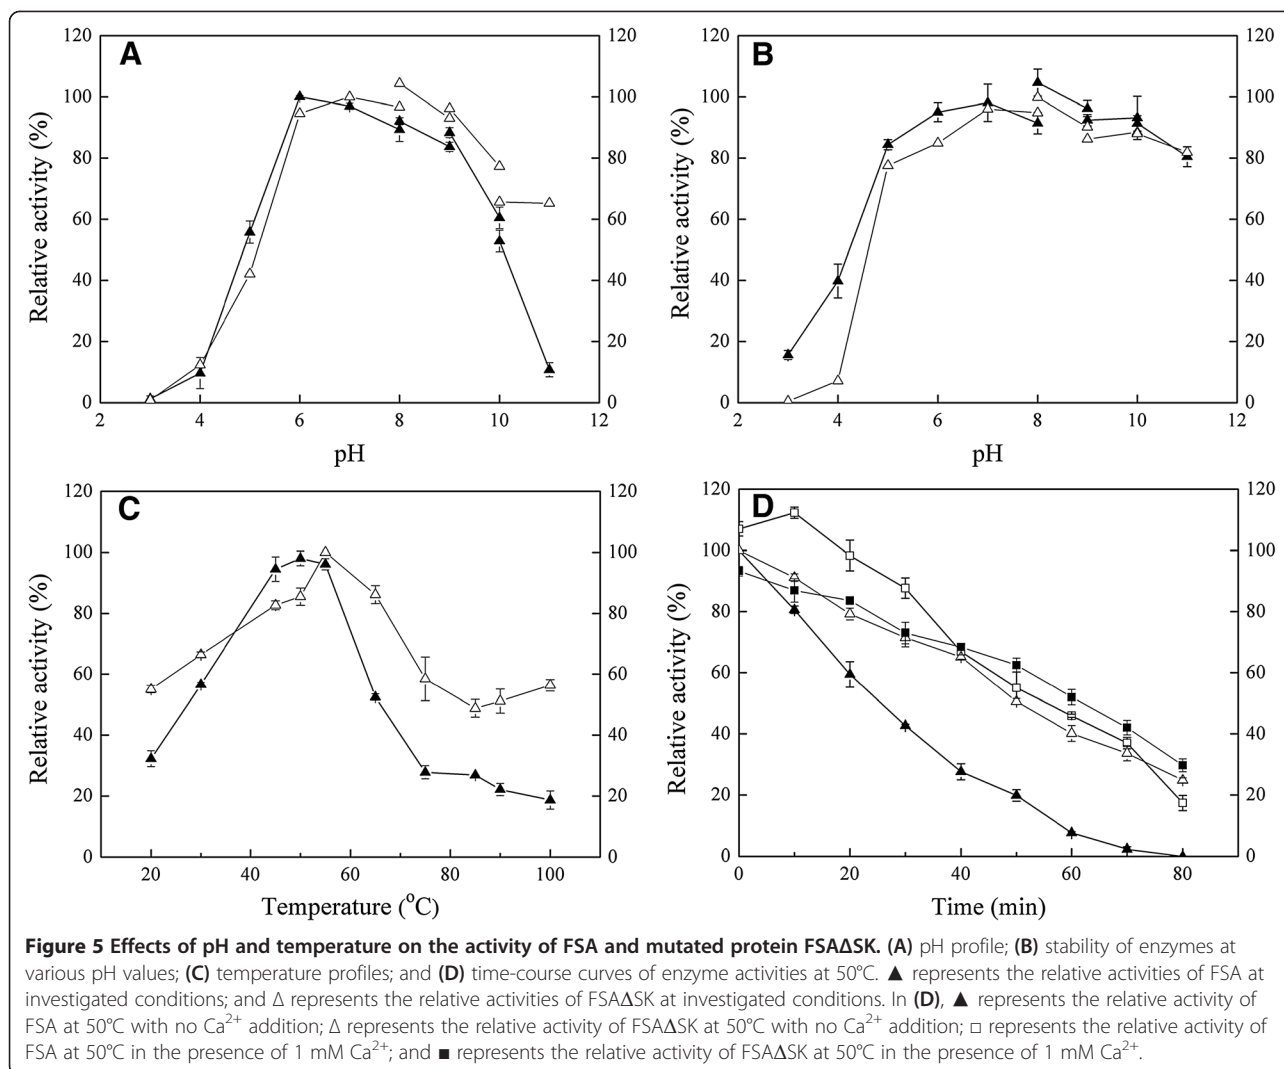 A
Relative activity (%)
120 100 80 60 40 20 0
120 100 80 60 40 20 0
2 4 6 8 10 12
pH
B
Relative activity (%)
120 100 80 60 40 20 0
120 100 80 60 40 20 0
2 4 6 8 10 12
pH
C
Relative activity (%)
120 100 80 60 40 20 0
120 100 80 60 40 20 0
20 40 60 80 100
Temperature (°C)
D
Relative activity (%)
120 100 80 60 40 20 0
120 100 80 60 40 20 0
0 20 40 60 80
Time (min)
Figure 5 Effects of pH and temperature on the activity of FSA and mutated protein FSAΔSK. (A) pH profile; (B) stability of enzymes at
various pH values; (C) temperature profiles; and (D) time-course curves of enzyme activities at 50°C. ▲ represents the relative activities of FSA at
investigated conditions; and Δ represents the relative activities of FSAΔSK at investigated conditions. In (D), ▲ represents the relative activity of
FSA at 50°C with no Ca²⁺ addition; Δ represents the relative activity of FSAΔSK at 50°C with no Ca²⁺ addition; □ represents the relative activity of
FSA at 50°C in the presence of 1 mM Ca²⁺; and ■ represents the relative activity of FSAΔSK at 50°C in the presence of 1 mM Ca²⁺.